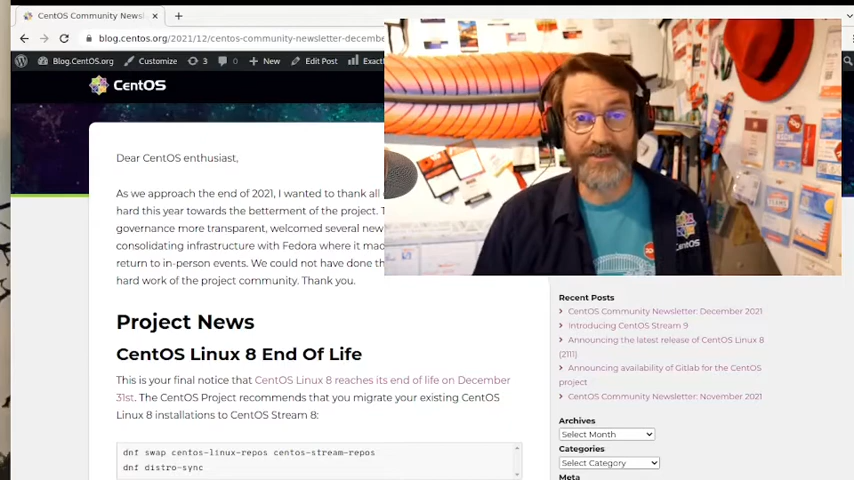 CentOS Community Newsl
blog.centos.org/2021/12/centos-community-newsletter-decembe
Blog.CentOS.org
Customize
3
0
New
Edit Post
Exact
CentOS
Dear CentOS enthusiast,
As we approach the end of 2021, I wanted to thank all
hard this year towards the betterment of the project. T
governance more transparent, welcomed several new
consolidating infrastructure with Fedora where it mad
return to in-person events. We could not have done th
hard work of the project community. Thank you.
Project News
CentOS Linux 8 End Of Life
This is your final notice that CentOS Linux 8 reaches its end of life on December
31st. The CentOS Project recommends that you migrate your existing CentOS
Linux 8 installations to CentOS Stream 8:
dnf swap centos-linux-repos centos-stream-repos
dnf distro-sync
CentOS
Recent Posts
CentOS Community Newsletter: December 2021
Introducing CentOS Stream 9
Announcing the latest release of CentOS Linux 8
(2111)
Announcing availability of Gitlab for the CentOS
project
CentOS Community Newsletter: November 2021
Archives
Select Month
Categories
Select Category
Meta